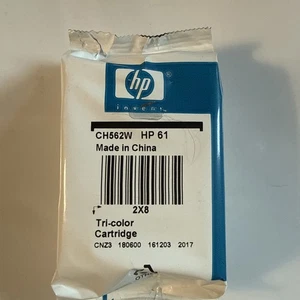 hp
invent
CH562W HP 61
Made in China
2X8
Tri-color
Cartridge
CNZ3 180600 161203 2017